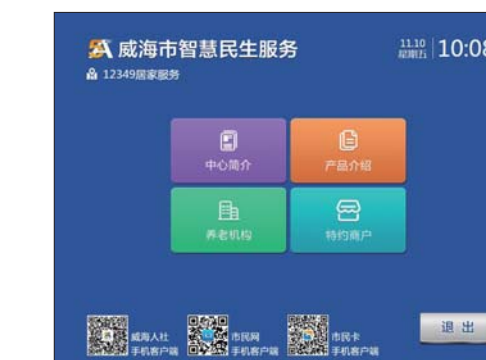 威海市智慧民生服务
11.10
星期五
10:08
12349居家服务
中心简介
产品介绍
养老机构
特约商户
威海人社
手机客户端
市民网
手机客户端
市民卡
手机客户端
退出